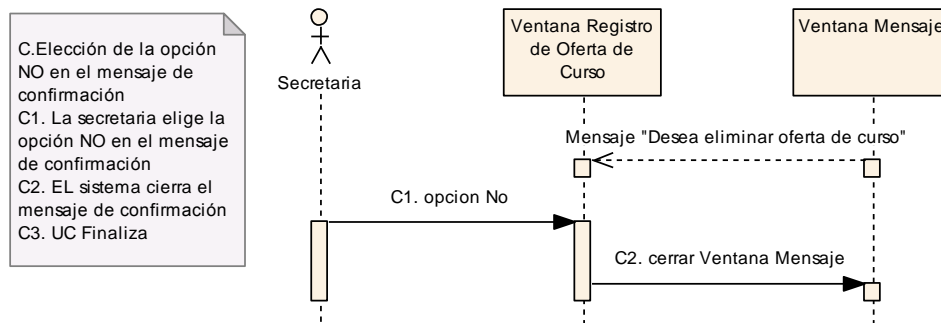 C.Elección de la opción
NO en el mensaje de
confirmación
C1. La secretaria elige la
opción NO en el mensaje
de confirmación
C2. EL sistema cierra el
mensaje de confirmación
C3. UC Finaliza
Secretaria
Ventana Registro
de Oferta de
Curso
Ventana Mensaje
Mensaje "Desea eliminar oferta de curso"
C1. opcion No
C2. cerrar Ventana Mensaje